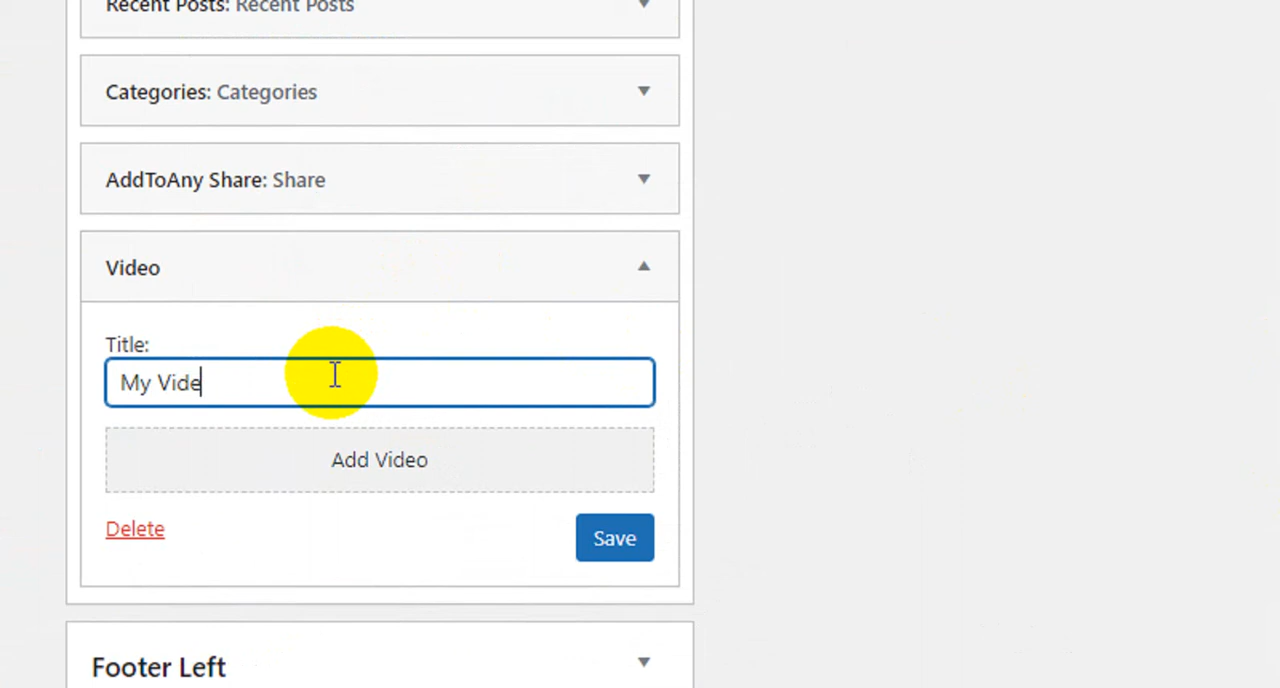 Recent Posts: Recent Posts
Categories: Categories
AddToAny Share: Share
Video
Title:
My Vide
Add Video
Delete
Save
Footer Left